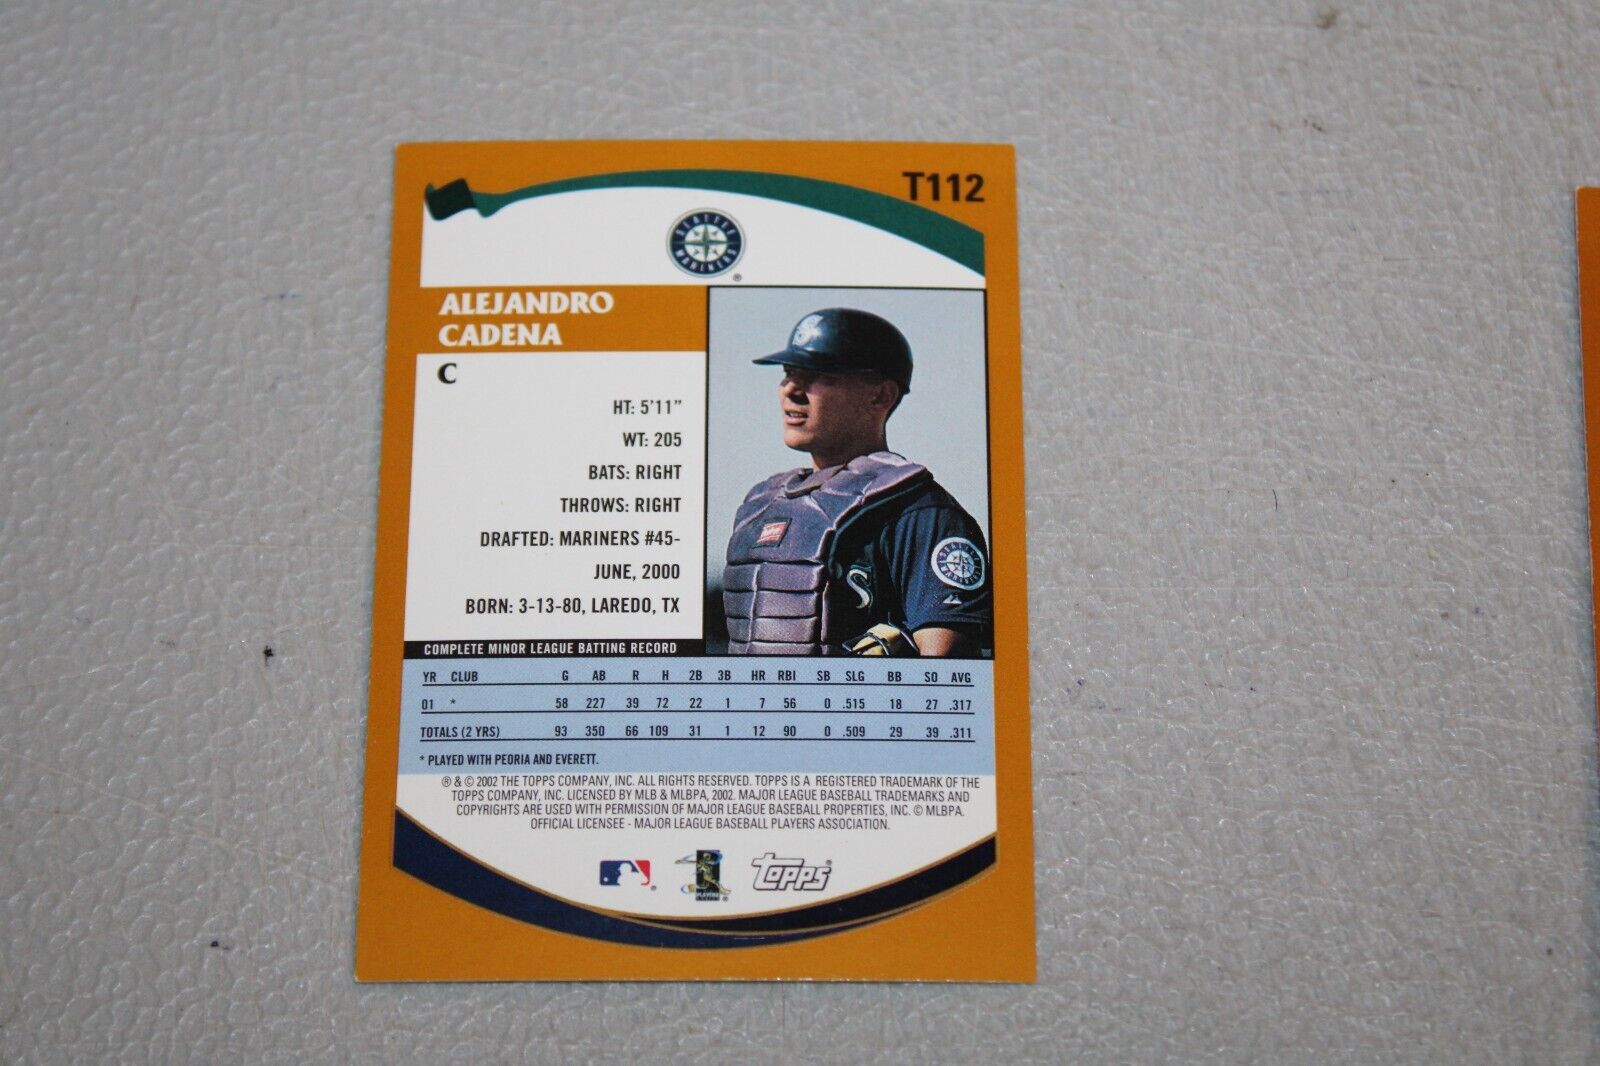 T112
SEATTLE MARINERS
®
ALEJANDRO
CADENA
C
HT: 5'11"
WT: 205
BATS: RIGHT
THROWS: RIGHT
DRAFTED: MARINERS #45-
JUNE, 2000
BORN: 3-13-80, LAREDO, TX
S
SEATTLE MARINERS
COMPLETE MINOR LEAGUE BATTING RECORD
YR CLUB G AB R H 2B 3B HR RBI SB SLG BB SO AVG
01 * 58 227 39 72 22 1 7 56 0 .515 18 27 .317
TOTALS (2 YRS) 93 350 66 109 31 1 12 90 0 .509 29 39 .311
* PLAYED WITH PEORIA AND EVERETT.
® & © 2002 THE TOPPS COMPANY, INC. ALL RIGHTS RESERVED. TOPPS IS A REGISTERED TRADEMARK OF THE
TOPPS COMPANY, INC. LICENSED BY MLB & MLBPA, 2002. MAJOR LEAGUE BASEBALL TRADEMARKS AND
COPYRIGHTS ARE USED WITH PERMISSION OF MAJOR LEAGUE BASEBALL PROPERTIES, INC. © MLBPA.
OFFICIAL LICENSEE - MAJOR LEAGUE BASEBALL PLAYERS ASSOCIATION.
® ® Topps ®